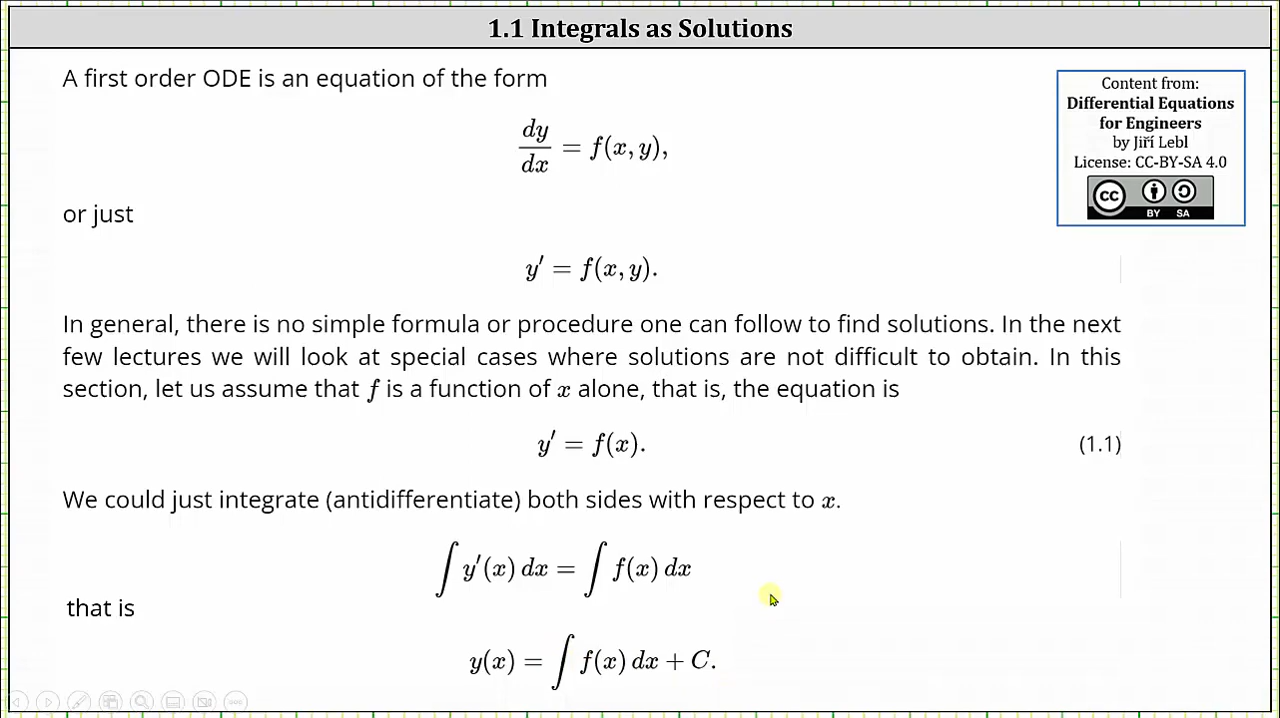 1.1 Integrals as Solutions
A first order ODE is an equation of the form
dy/dx = f(x, y),
or just
y′ = f(x, y).
In general, there is no simple formula or procedure one can follow to find solutions. In the next
few lectures we will look at special cases where solutions are not difficult to obtain. In this
section, let us assume that f is a function of x alone, that is, the equation is
y′ = f(x). (1.1)
We could just integrate (antidifferentiate) both sides with respect to x.
∫ y′(x) dx = ∫ f(x) dx
that is
y(x) = ∫ f(x) dx + C.
Content from:
Differential Equations
for Engineers
by Jiří Lebl
License: CC-BY-SA 4.0
cc
BY SA